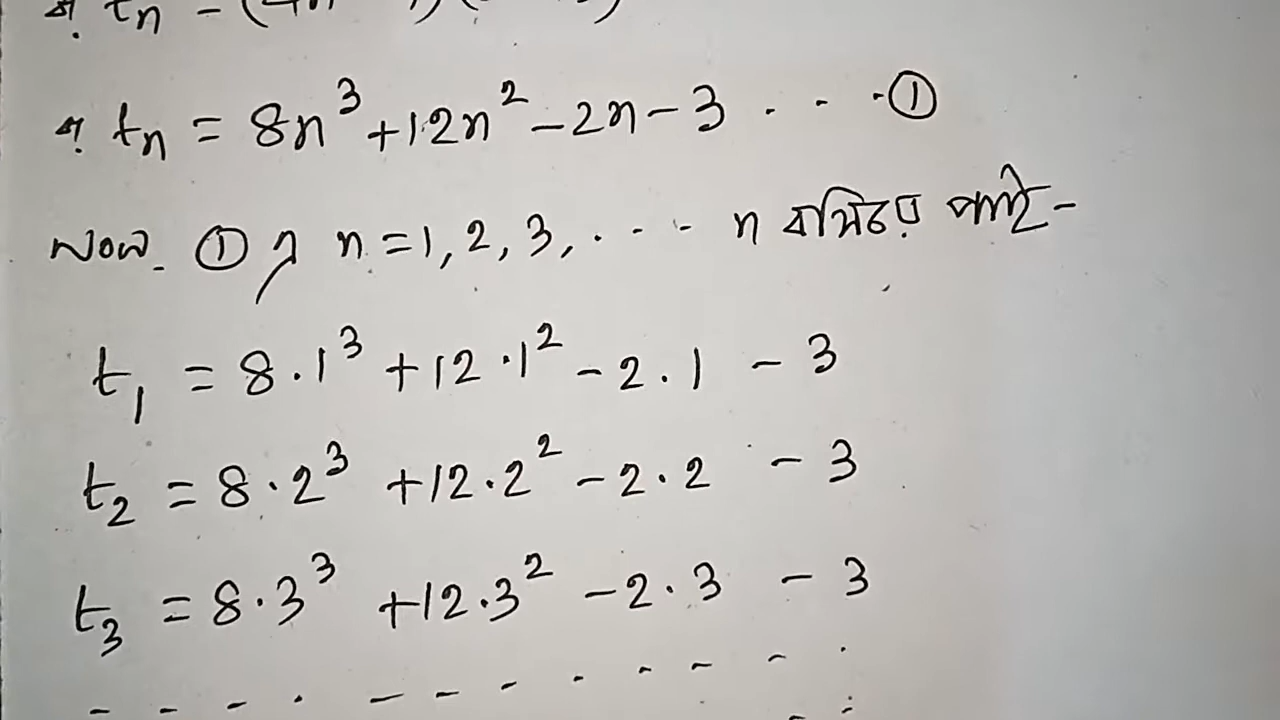 বা, tn = 8n³ + 12n² - 2n - 3 . . . ①
Now. ① এ n = 1, 2, 3, . . . . n বসিয়ে পাই -
t₁ = 8 . 1³ + 12 . 1² - 2 . 1 - 3
t₂ = 8 . 2³ + 12 . 2² - 2 . 2 - 3
t₃ = 8 . 3³ + 12 . 3² - 2 . 3 - 3